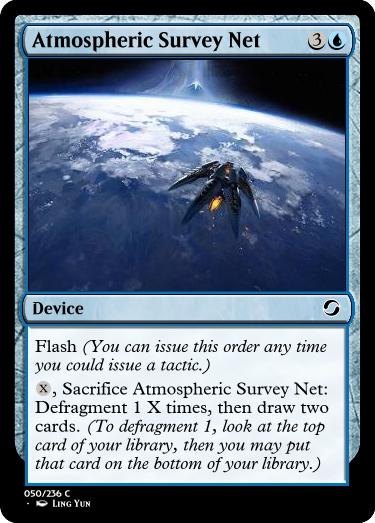 Atmospheric Survey Net 3
Device
Flash (You can issue this order any time
you could issue a tactic.)
X, Sacrifice Atmospheric Survey Net:
Defragment 1 X times, then draw two
cards. (To defragment 1, look at the top
card of your library, then you may put
that card on the bottom of your library.)
050/236 C
· Ling Yun